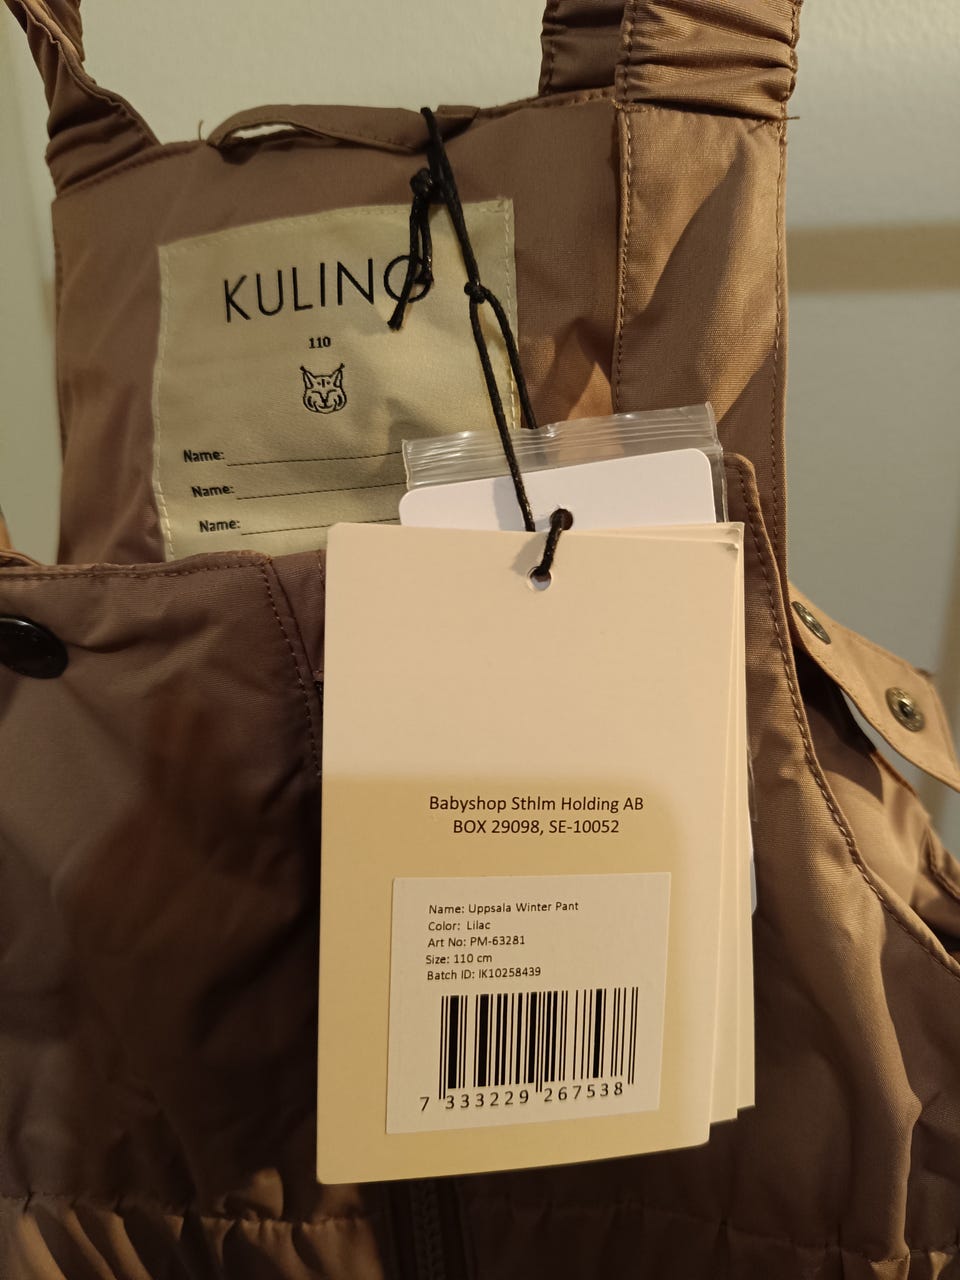 KULING
110
Name:
Name:
Name:
Babyshop Sthlm Holding AB
BOX 29098, SE-10052
Name: Uppsala Winter Pant
Color: Lilac
Art No: PM-63281
Size: 110 cm
Batch ID: IK10258439
7 333229 267538